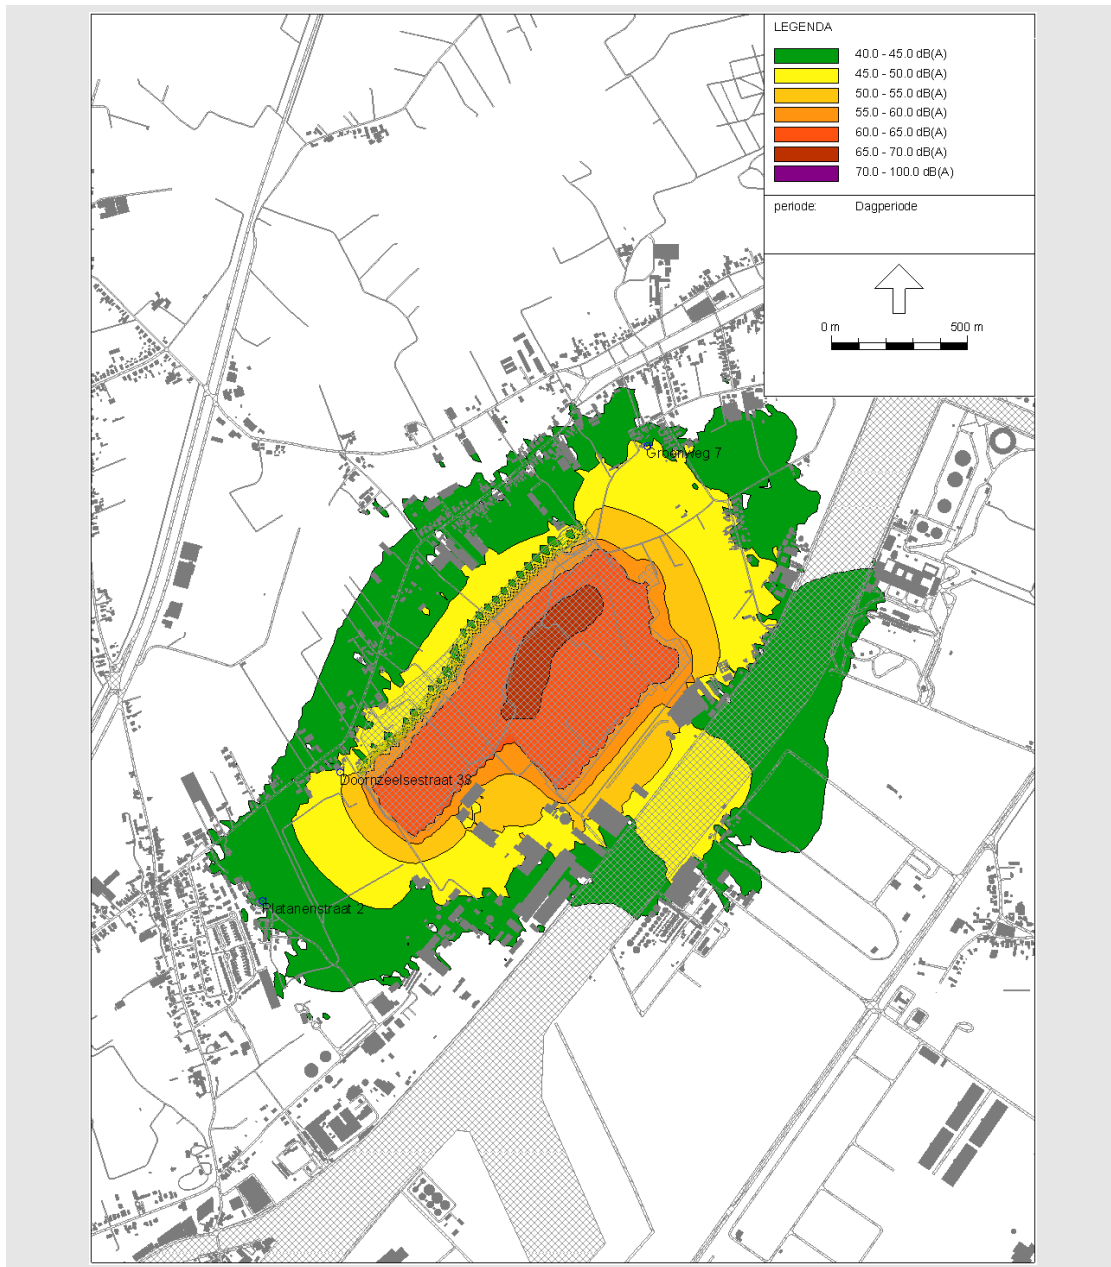 LEGENDA
40.0 - 45.0 dB(A)
45.0 - 50.0 dB(A)
50.0 - 55.0 dB(A)
55.0 - 60.0 dB(A)
60.0 - 65.0 dB(A)
65.0 - 70.0 dB(A)
70.0 - 100.0 dB(A)
periode: Dagperiode
0 m 500 m
Groenweg 7
Doornzeelsestraat 38
Platanenstraat 2